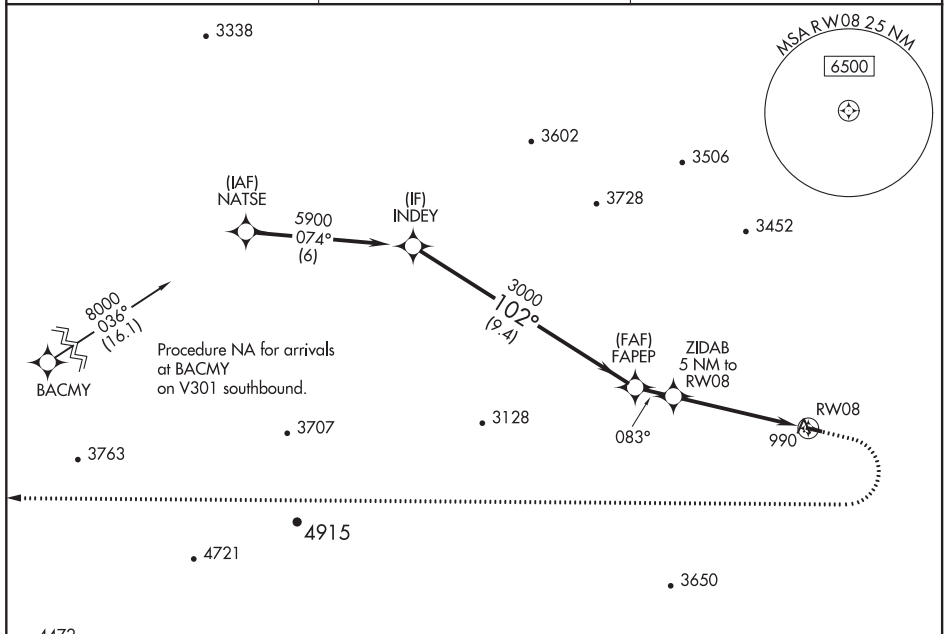 3338
MSA RW08 25 NM
6500
3602
3506
(IAF)
NATSE
(IF)
INDEY
3728
5900
074°
(6)
3452
8000
036°
(16.1)
3000
102°
(9.4)
BACMY
Procedure NA for arrivals
at BACMY
on V301 southbound.
(FAF)
FAPEP
ZIDAB
5 NM to
RW08
RW08
083°
990
3128
3707
3763
4915
4721
3650
4472